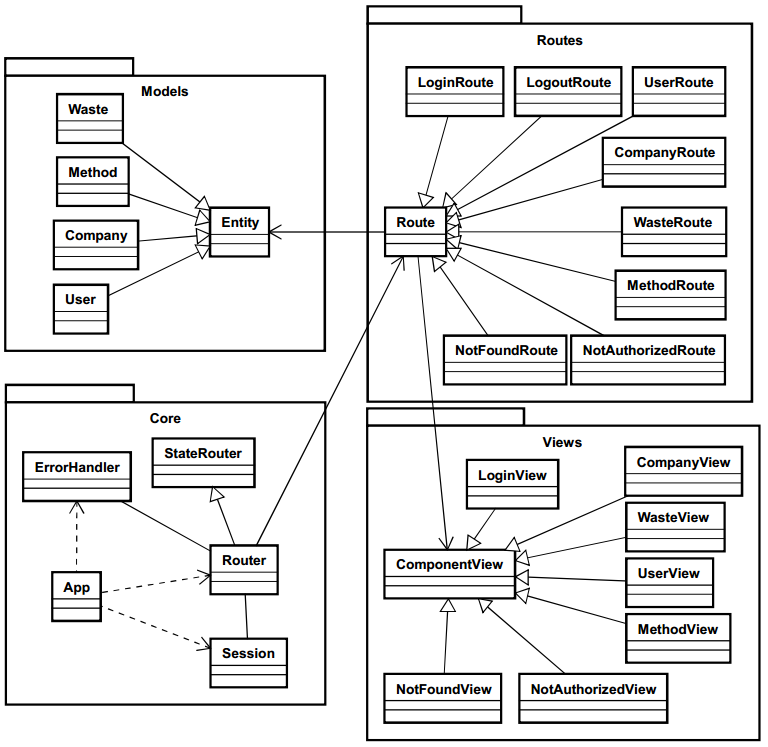 Models
Waste
Method
Company
User
Entity
Routes
LoginRoute
LogoutRoute
UserRoute
CompanyRoute
Route
WasteRoute
MethodRoute
NotFoundRoute
NotAuthorizedRoute
Core
ErrorHandler
StateRouter
Router
App
Session
Views
LoginView
CompanyView
WasteView
ComponentView
UserView
MethodView
NotFoundView
NotAuthorizedView